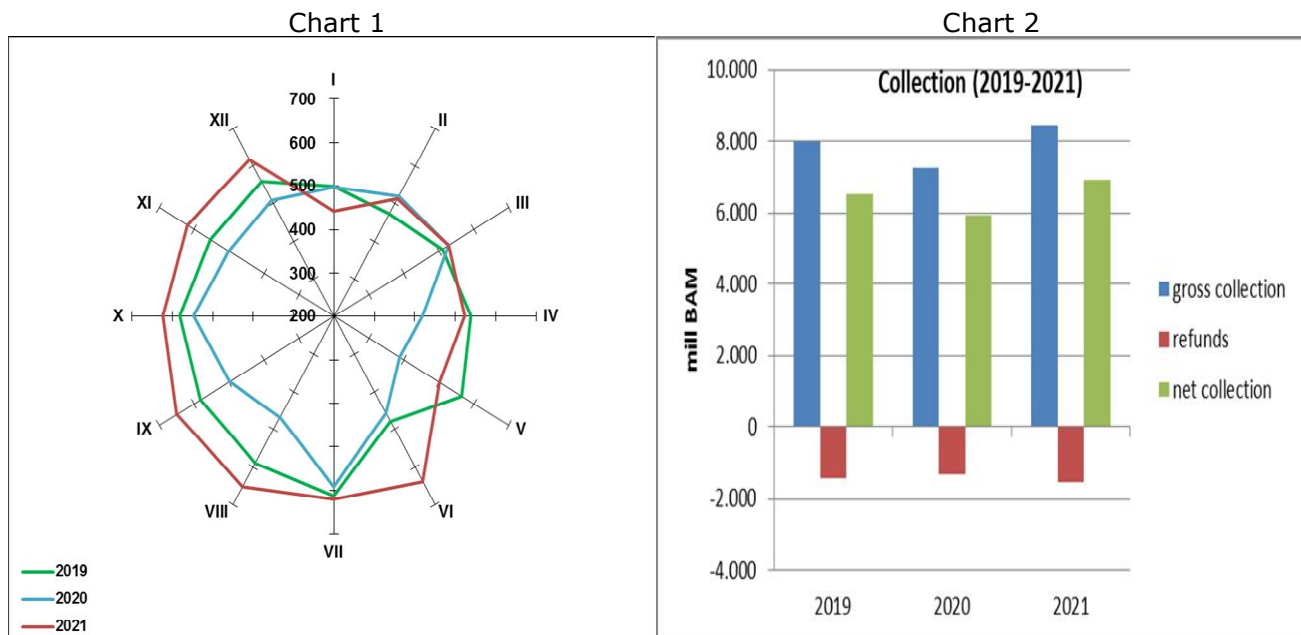 Chart 1
I
700
XII
II
600
500
XI
III
400
300
X
200
IV
IX
V
VIII
VI
VII
2019
2020
2021
Chart 2
Collection (2019-2021)
10.000
8.000
6.000
4.000
2.000
0
-2.000
-4.000
mill BAM
2019
2020
2021
gross collection
refunds
net collection